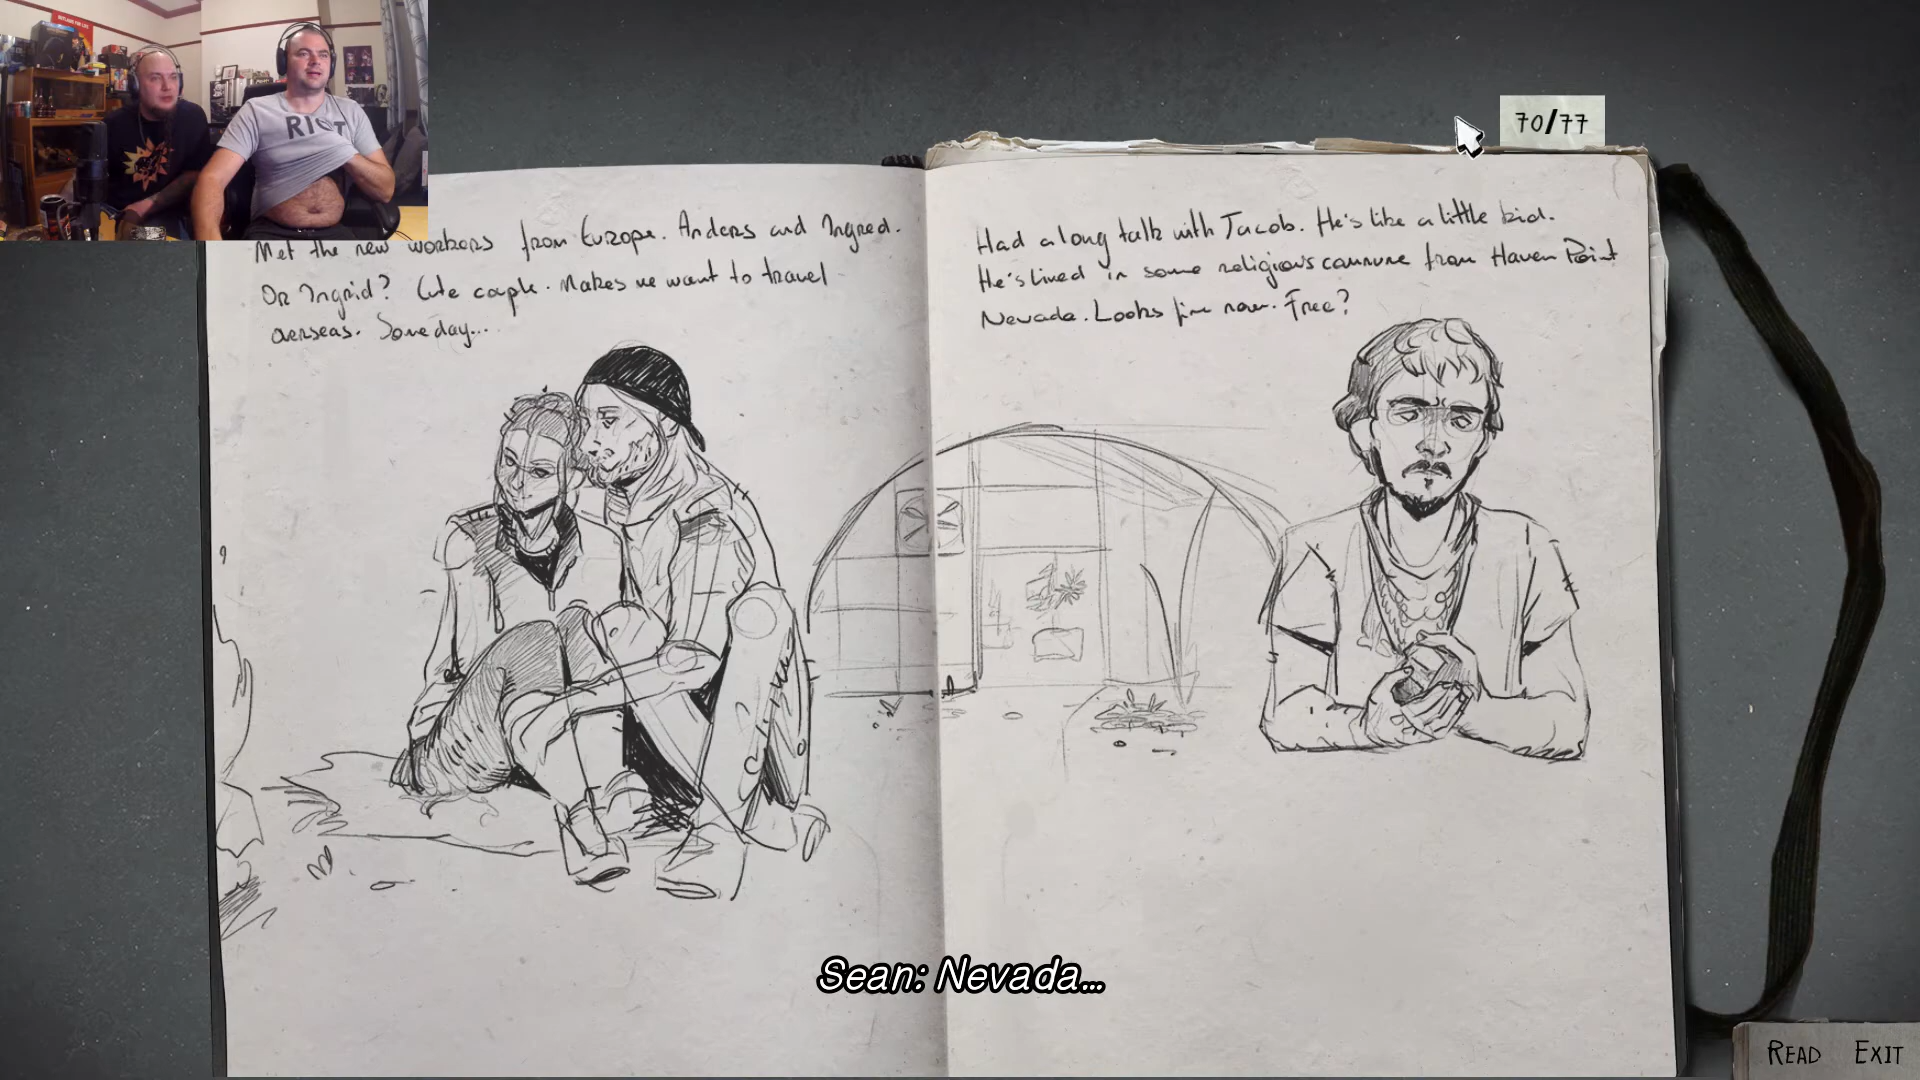 RIOT
70/77
Met the new workers from Europe. Anders and Ingred.
Or Ingrid? Cute couple. Makes me want to travel
overseas. Someday...
Had a long talk with Jacob. He's like a little kid.
He's lived in some religious commune from Haven Point
Nevada. Looks fine now. Free?
Sean: Nevada...
READ EXIT